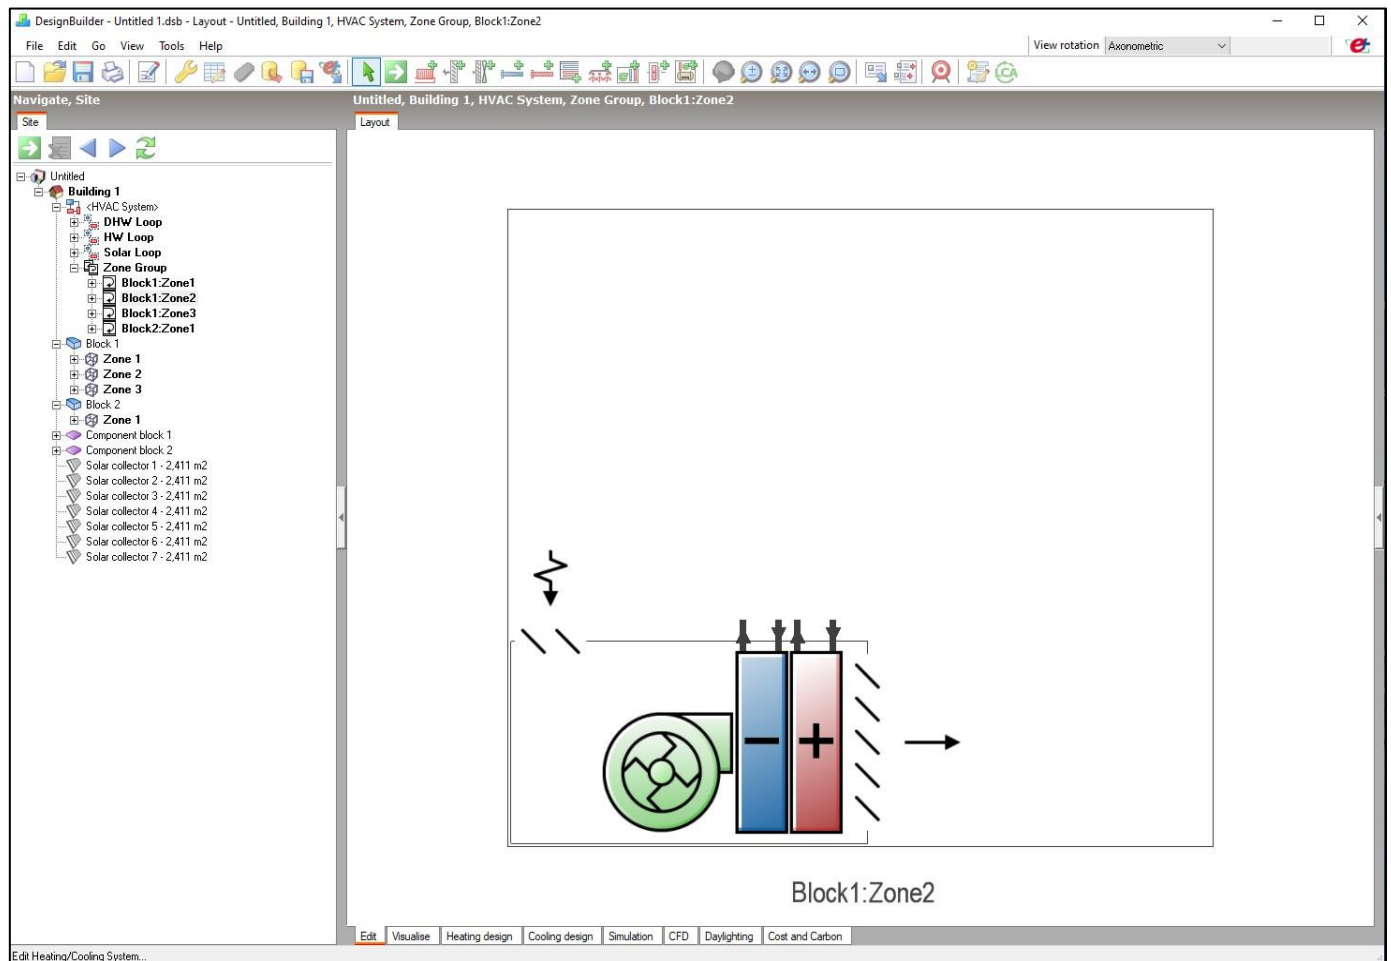 DesignBuilder - Untitled 1.dsb - Layout - Untitled, Building 1, HVAC System, Zone Group, Block1:Zone2
File Edit Go View Tools Help
View rotation Axonometric
Navigate, Site
Untitled, Building 1, HVAC System, Zone Group, Block1:Zone2
Site
Layout
Untitled
Building 1
<HVAC System>
DHW Loop
HW Loop
Solar Loop
Zone Group
Block1:Zone1
Block1:Zone2
Block1:Zone3
Block2:Zone1
Block 1
Zone 1
Zone 2
Zone 3
Block 2
Zone 1
Component block 1
Component block 2
Solar collector 1 - 2,411 m2
Solar collector 2 - 2,411 m2
Solar collector 3 - 2,411 m2
Solar collector 4 - 2,411 m2
Solar collector 5 - 2,411 m2
Solar collector 6 - 2,411 m2
Solar collector 7 - 2,411 m2
Block1:Zone2
Edit Visualise Heating design Cooling design Simulation CFD Daylighting Cost and Carbon
Edit Heating/Cooling System...